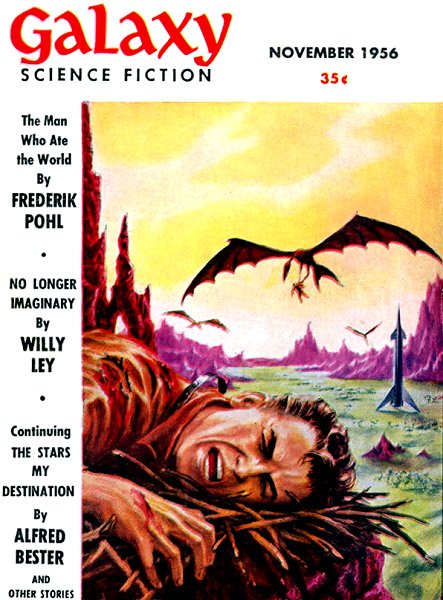 Galaxy
SCIENCE FICTION
NOVEMBER 1956
35¢
The Man
Who Ate
the World
By
FREDERIK
POHL
•
NO LONGER
IMAGINARY
By
WILLY
LEY
•
Continuing
THE STARS
MY
DESTINATION
By
ALFRED
BESTER
AND
OTHER STORIES